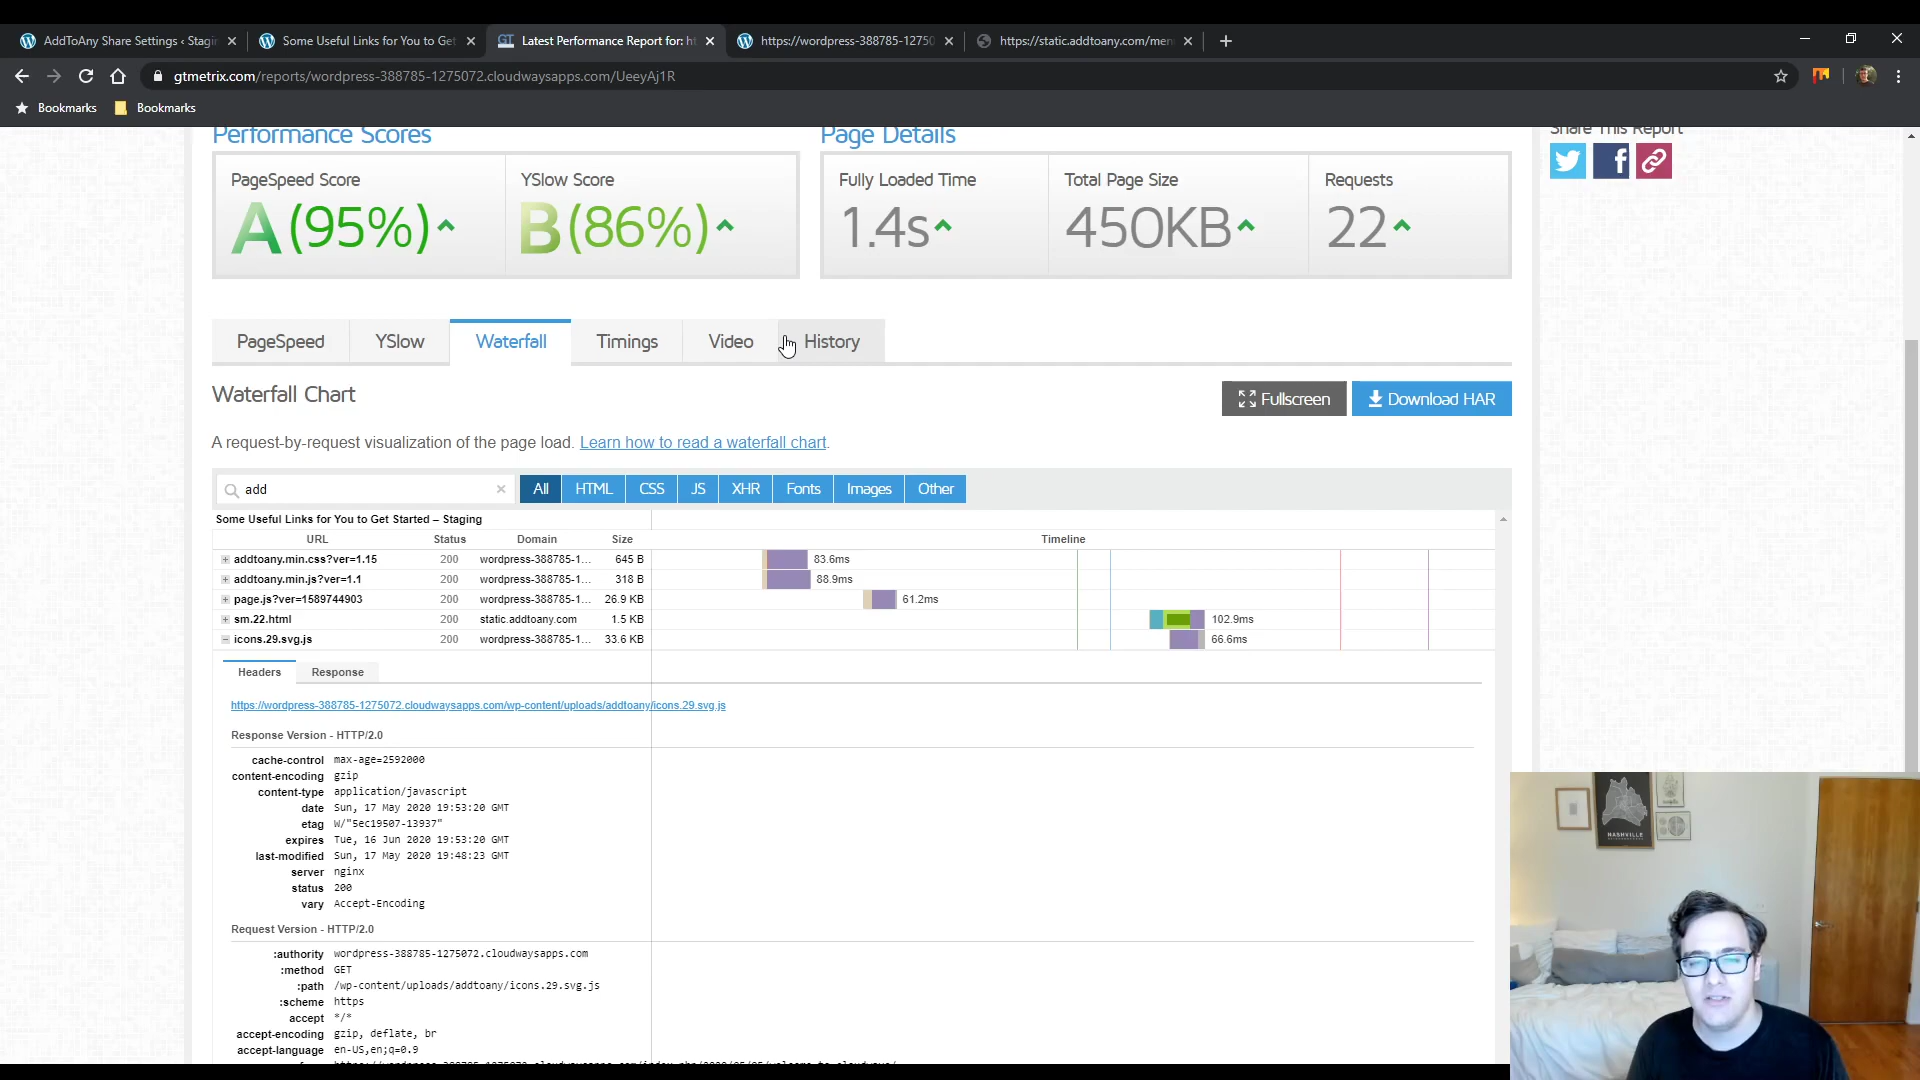 AddToAny Share Settings ‹ Stagin
Some Useful Links for You to Get
GT
Latest Performance Report for: ht
https://wordpress-388785-12750
https://static.addtoany.com/men
gtmetrix.com/reports/wordpress-388785-1275072.cloudwaysapps.com/UeeyAj1R
Bookmarks
Bookmarks
Performance Scores
Page Details
Share This Report
PageSpeed Score
YSlow Score
Fully Loaded Time
Total Page Size
Requests
A(95%)
B(86%)
1.4s
450KB
22
PageSpeed
YSlow
Waterfall
Timings
Video
History
Waterfall Chart
Fullscreen
Download HAR
A request-by-request visualization of the page load. Learn how to read a waterfall chart.
add
All
HTML
CSS
JS
XHR
Fonts
Images
Other
Some Useful Links for You to Get Started – Staging
URL Status Domain Size Timeline
addtoany.min.css?ver=1.15 200 wordpress-388785-1... 645 B 83.6ms
addtoany.min.js?ver=1.1 200 wordpress-388785-1... 318 B 88.9ms
page.js?ver=1589744903 200 wordpress-388785-1... 26.9 KB 61.2ms
sm.22.html 200 static.addtoany.com 1.5 KB 102.9ms
icons.29.svg.js 200 wordpress-388785-1... 33.6 KB 66.6ms
Headers
Response
https://wordpress-388785-1275072.cloudwaysapps.com/wp-content/uploads/addtoany/icons.29.svg.js
Response Version - HTTP/2.0
cache-control max-age=2592000
content-encoding gzip
content-type application/javascript
date Sun, 17 May 2020 19:53:20 GMT
etag W/"5ec19507-13937"
expires Tue, 16 Jun 2020 19:53:20 GMT
last-modified Sun, 17 May 2020 19:48:23 GMT
server nginx
status 200
vary Accept-Encoding
Request Version - HTTP/2.0
:authority wordpress-388785-1275072.cloudwaysapps.com
:method GET
:path /wp-content/uploads/addtoany/icons.29.svg.js
:scheme https
accept */*
accept-encoding gzip, deflate, br
accept-language en-US,en;q=0.9
NASHVILLE